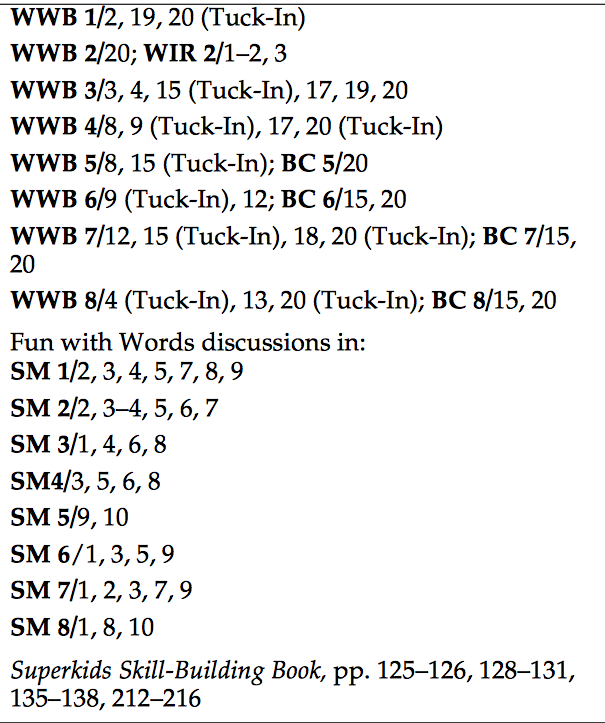 WWB 1/2, 19, 20 (Tuck-In)
WWB 2/20; WIR 2/1–2, 3
WWB 3/3, 4, 15 (Tuck-In), 17, 19, 20
WWB 4/8, 9 (Tuck-In), 17, 20 (Tuck-In)
WWB 5/8, 15 (Tuck-In); BC 5/20
WWB 6/9 (Tuck-In), 12; BC 6/15, 20
WWB 7/12, 15 (Tuck-In), 18, 20 (Tuck-In); BC 7/15,
20
WWB 8/4 (Tuck-In), 13, 20 (Tuck-In); BC 8/15, 20
Fun with Words discussions in:
SM 1/2, 3, 4, 5, 7, 8, 9
SM 2/2, 3–4, 5, 6, 7
SM 3/1, 4, 6, 8
SM4/3, 5, 6, 8
SM 5/9, 10
SM 6/1, 3, 5, 9
SM 7/1, 2, 3, 7, 9
SM 8/1, 8, 10
Superkids Skill-Building Book, pp. 125–126, 128–131,
135–138, 212–216